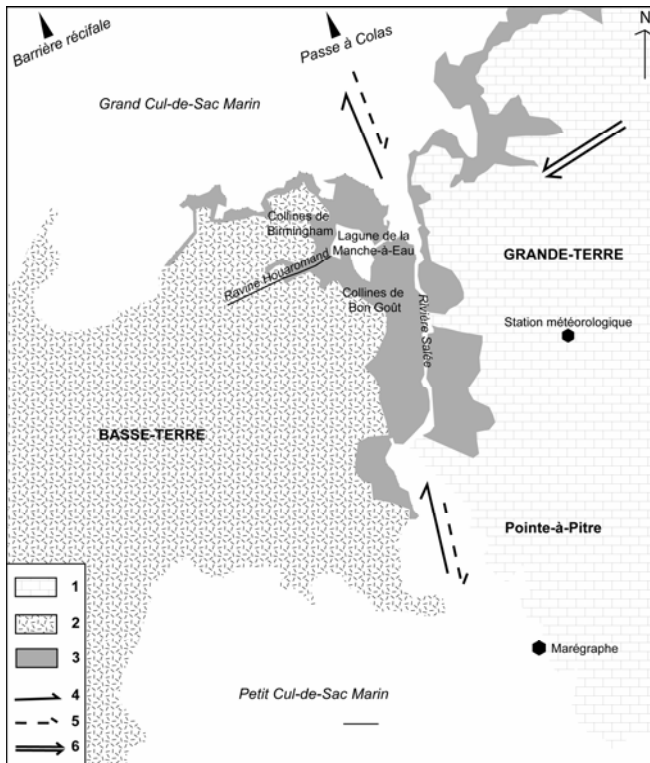 Barrière récifale
Passe à Colas
N
Grand Cul-de-Sac Marin
Collines de
Birmingham
Lagune de la
Manche-à-Eau
GRANDE-TERRE
Ravine Houaromand
Collines de
Bon Goût
Rivière Salée
Station météorologique
BASSE-TERRE
Pointe-à-Pitre
1
2
3
4
5
6
Marégraphe
Petit Cul-de-Sac Marin